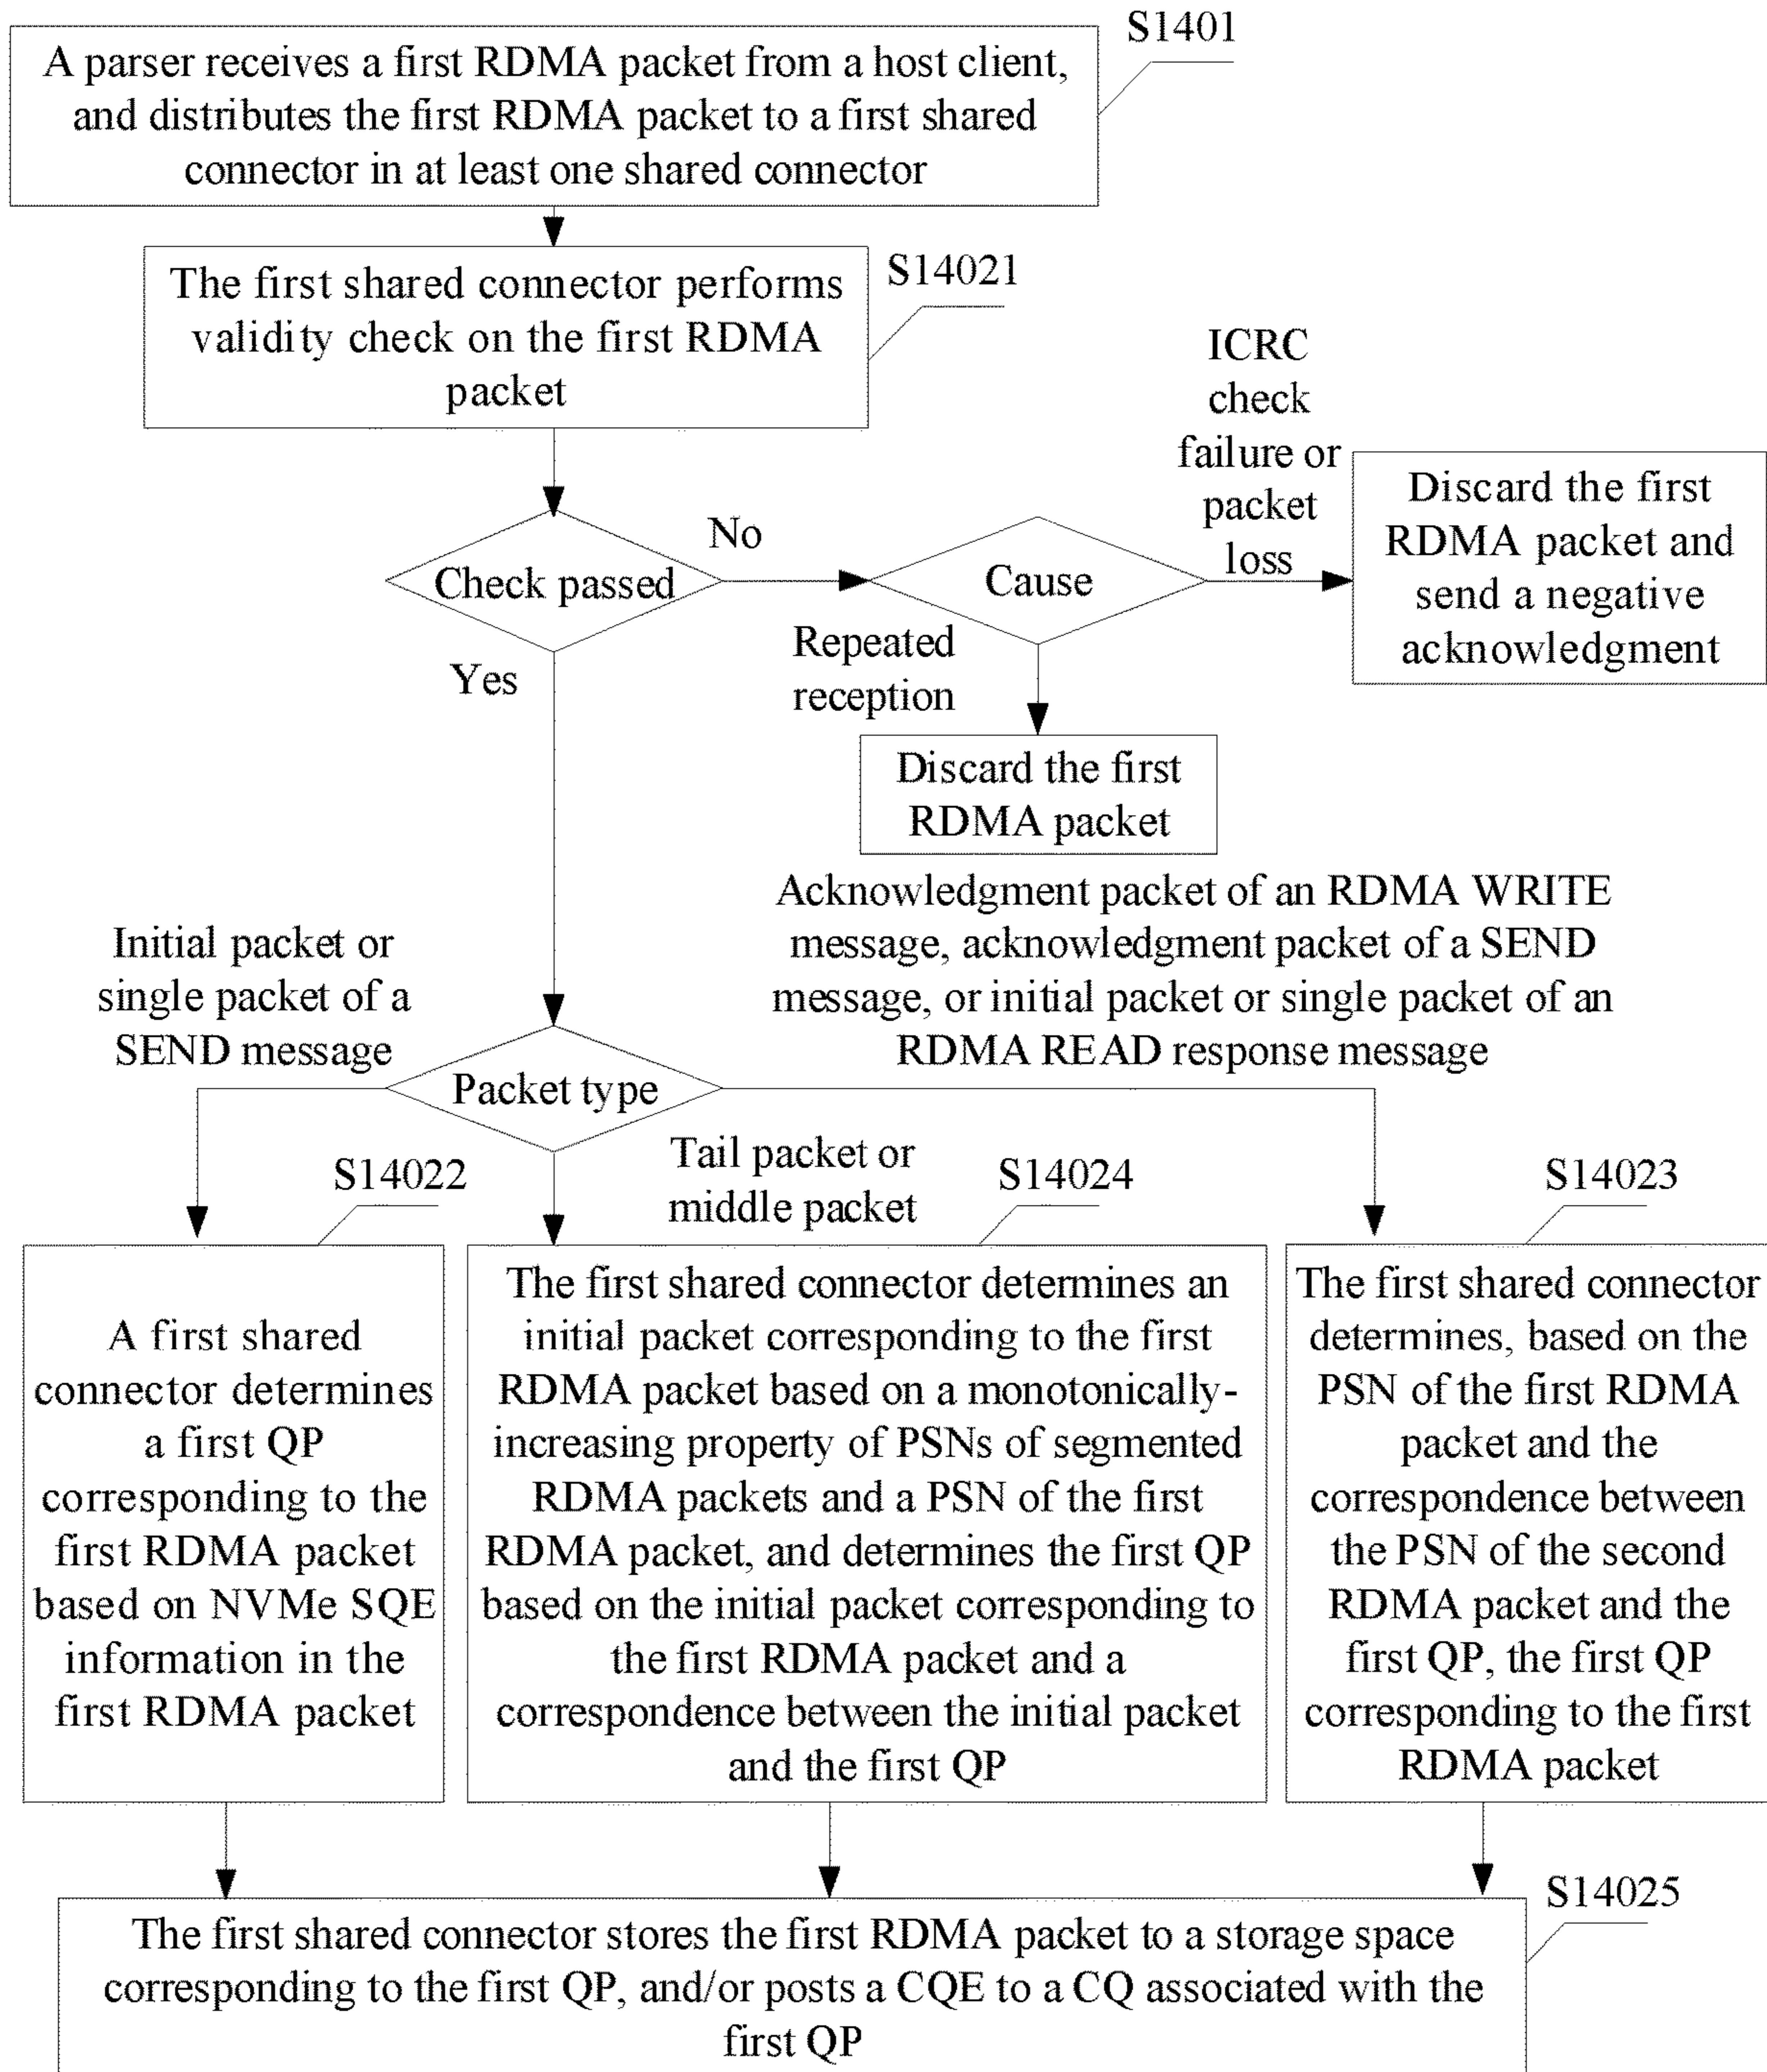 S1401
A parser receives a first RDMA packet from a host client,
and distributes the first RDMA packet to a first shared
connector in at least one shared connector
S14021
The first shared connector performs
validity check on the first RDMA
packet
ICRC
check
failure or
packet
loss
Discard the first
RDMA packet and
send a negative
acknowledgment
No
Check passed
Cause
Repeated
reception
Yes
Discard the first
RDMA packet
Acknowledgment packet of an RDMA WRITE
message, acknowledgment packet of a SEND
message, or initial packet or single packet of an
RDMA READ response message
Initial packet or
single packet of a
SEND message
Packet type
Tail packet or
middle packet
S14022
S14024
S14023
A first shared
connector determines
a first QP
corresponding to the
first RDMA packet
based on NVMe SQE
information in the
first RDMA packet
The first shared connector determines an
initial packet corresponding to the first
RDMA packet based on a monotonically-
increasing property of PSNs of segmented
RDMA packets and a PSN of the first
RDMA packet, and determines the first QP
based on the initial packet corresponding to
the first RDMA packet and a
correspondence between the initial packet
and the first QP
The first shared connector
determines, based on the
PSN of the first RDMA
packet and the
correspondence between
the PSN of the second
RDMA packet and the
first QP, the first QP
corresponding to the first
RDMA packet
S14025
The first shared connector stores the first RDMA packet to a storage space
corresponding to the first QP, and/or posts a CQE to a CQ associated with the
first QP